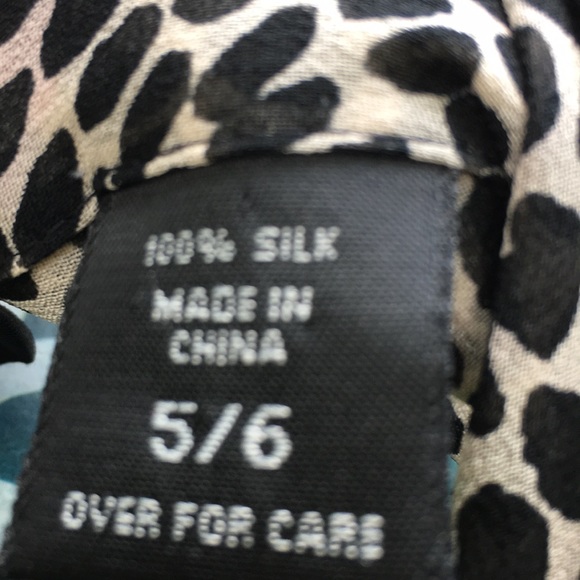 100% SILK
MADE IN
CHINA
5/6
OVER FOR CARE